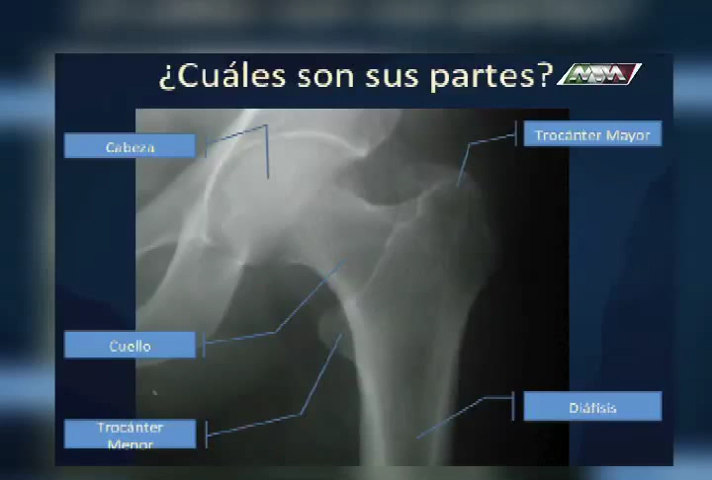 ¿Cuáles son sus partes?
Cabeza
Trocánter Mayor
Cuello
Diáfisis
Trocánter
Menor